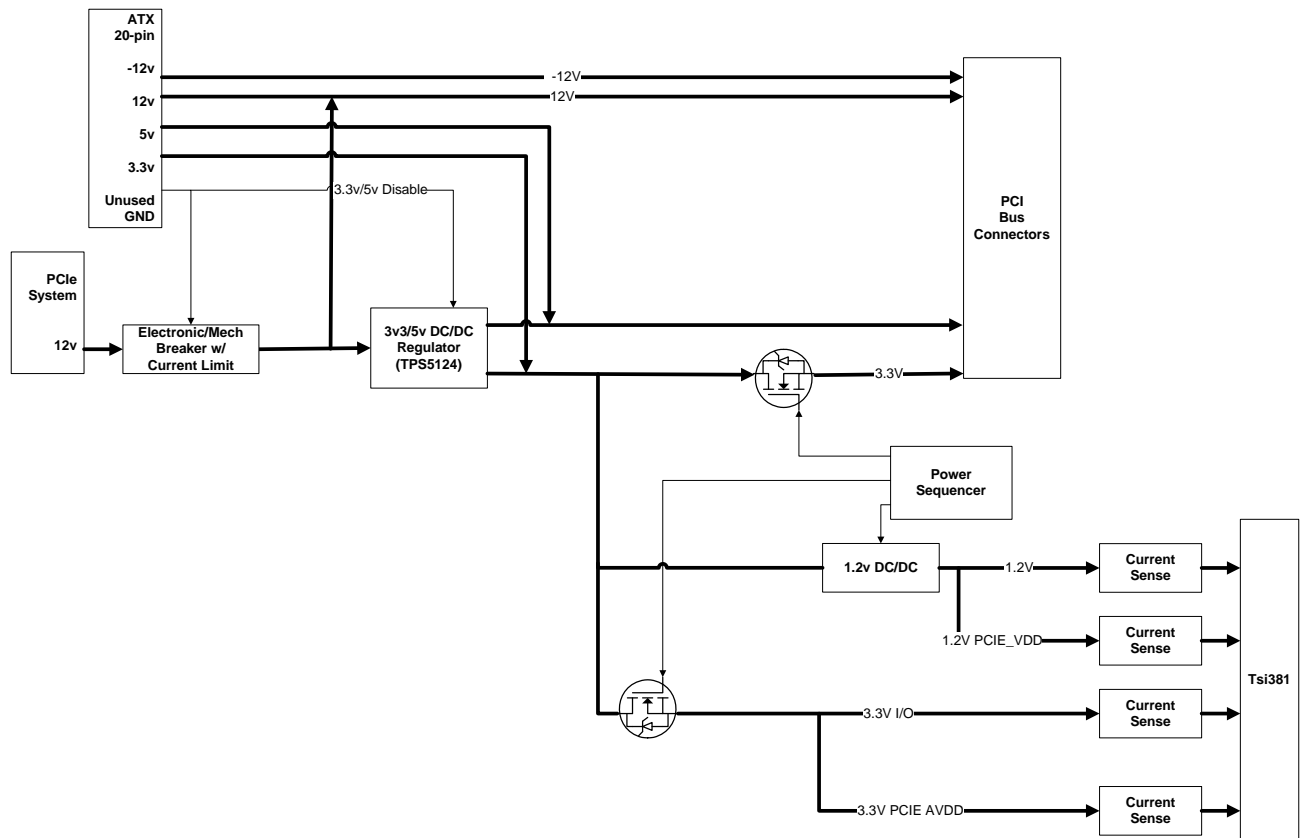 ATX
20-pin
-12v
12v
5v
3.3v
Unused
GND
-12V
12V
3.3v/5v Disable
PCI
Bus
Connectors
PCIe
System
12v
Electronic/Mech
Breaker w/
Current Limit
3v3/5v DC/DC
Regulator
(TPS5124)
3.3V
Power
Sequencer
1.2v DC/DC
1.2V
Current
Sense
1.2V PCIE_VDD
Current
Sense
Tsi381
3.3V I/O
Current
Sense
3.3V PCIE AVDD
Current
Sense